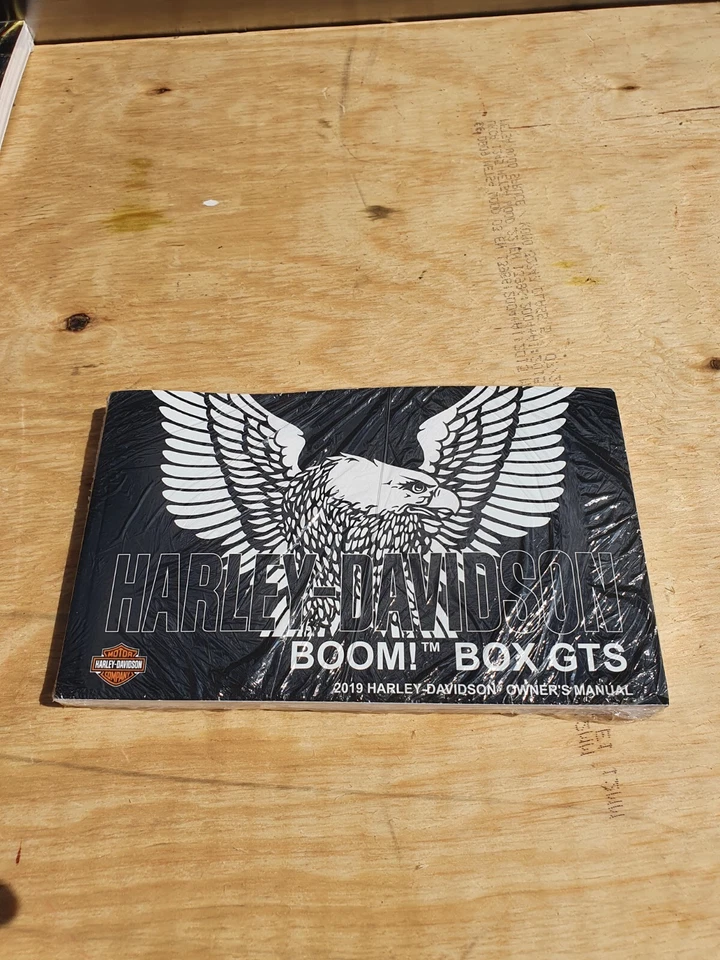 HARLEY-DAVIDSON
BOOM!™ BOX GTS
2019 HARLEY-DAVIDSON® OWNER'S MANUAL
MOTOR
HARLEY-DAVIDSON
COMPANY